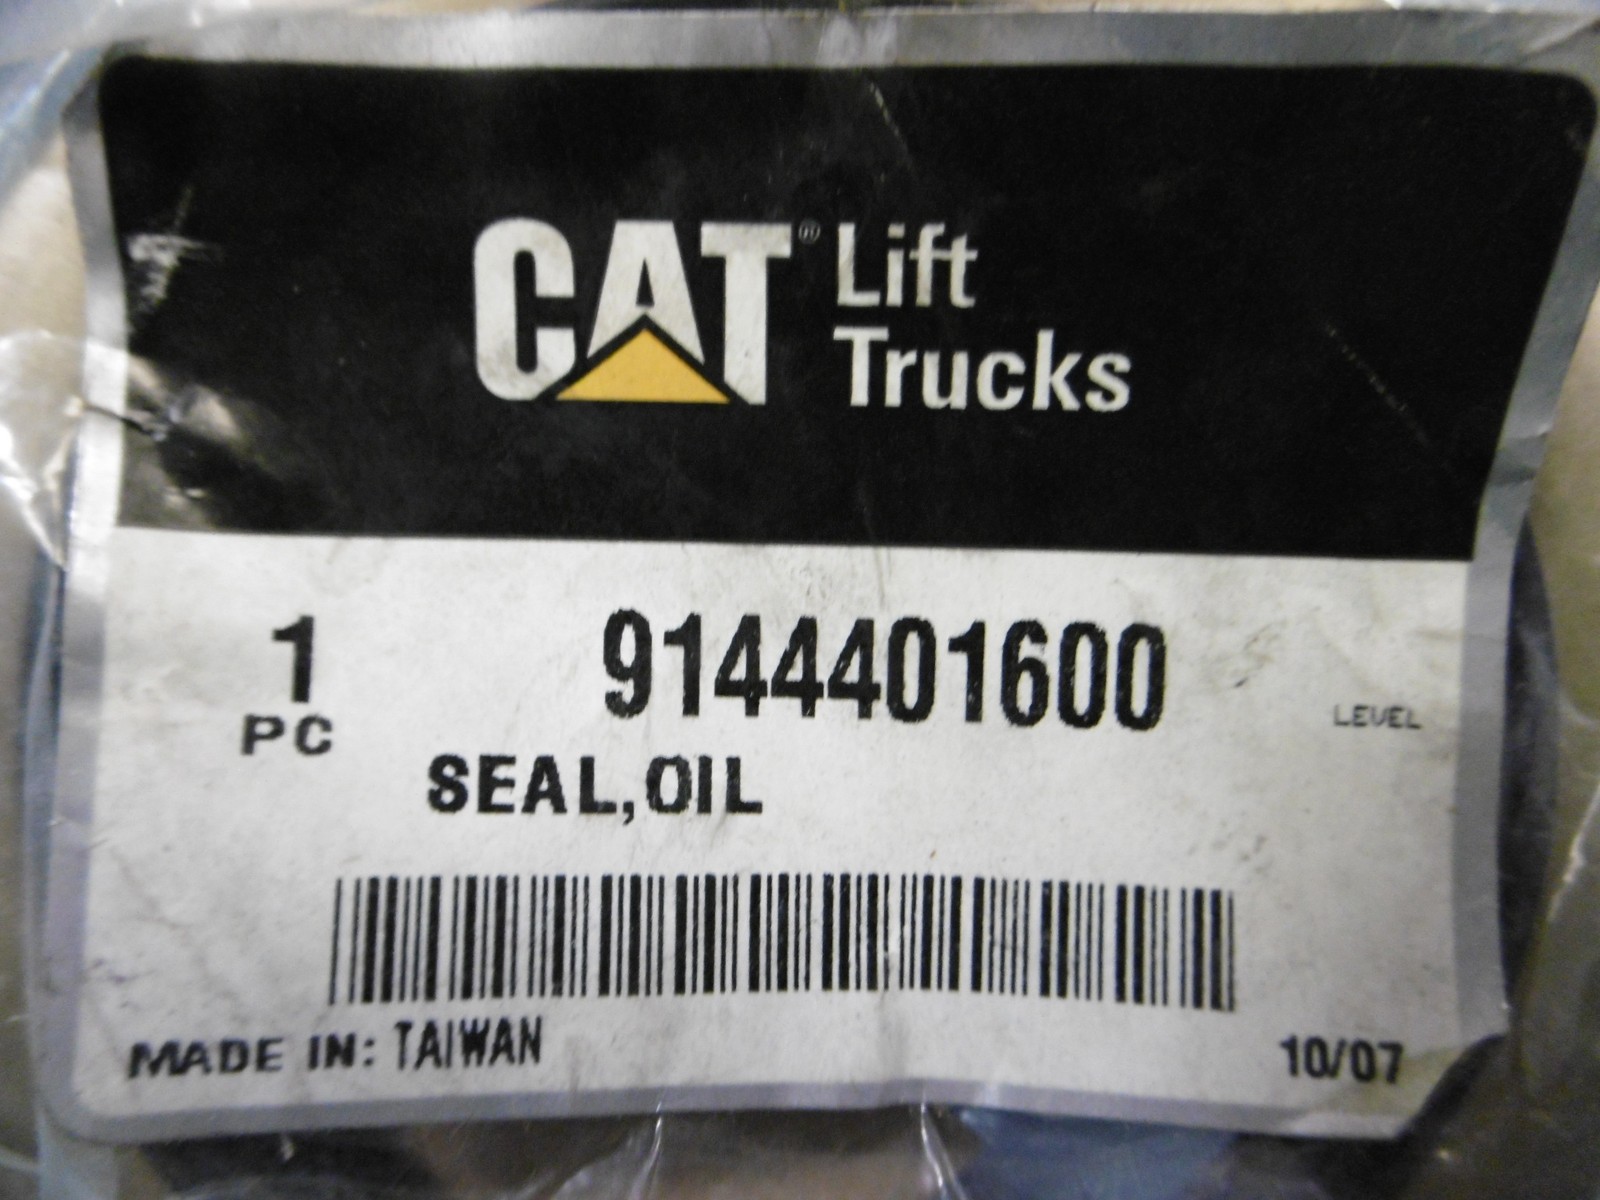 CAT® Lift
Trucks
1
PC
9144401600
LEVEL
SEAL,OIL
MADE IN: TAIWAN
10/07